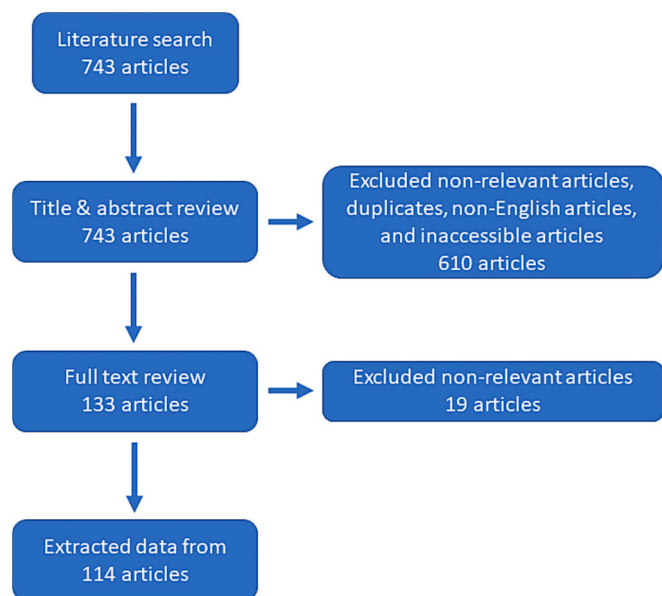 Literature search
743 articles
Title & abstract review
743 articles
Excluded non-relevant articles,
duplicates, non-English articles,
and inaccessible articles
610 articles
Full text review
133 articles
Excluded non-relevant articles
19 articles
Extracted data from
114 articles